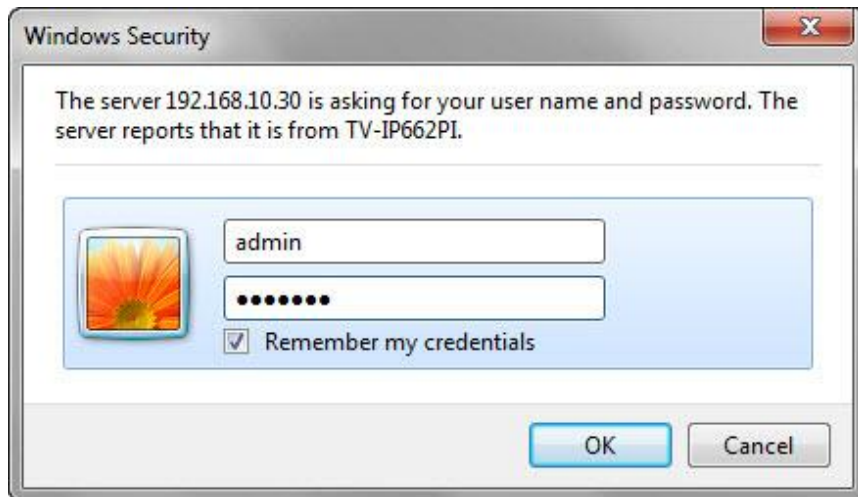 Windows Security
The server 192.168.10.30 is asking for your user name and password. The
server reports that it is from TV-IP662PI.
admin
●●●●●●●
Remember my credentials
OK
Cancel